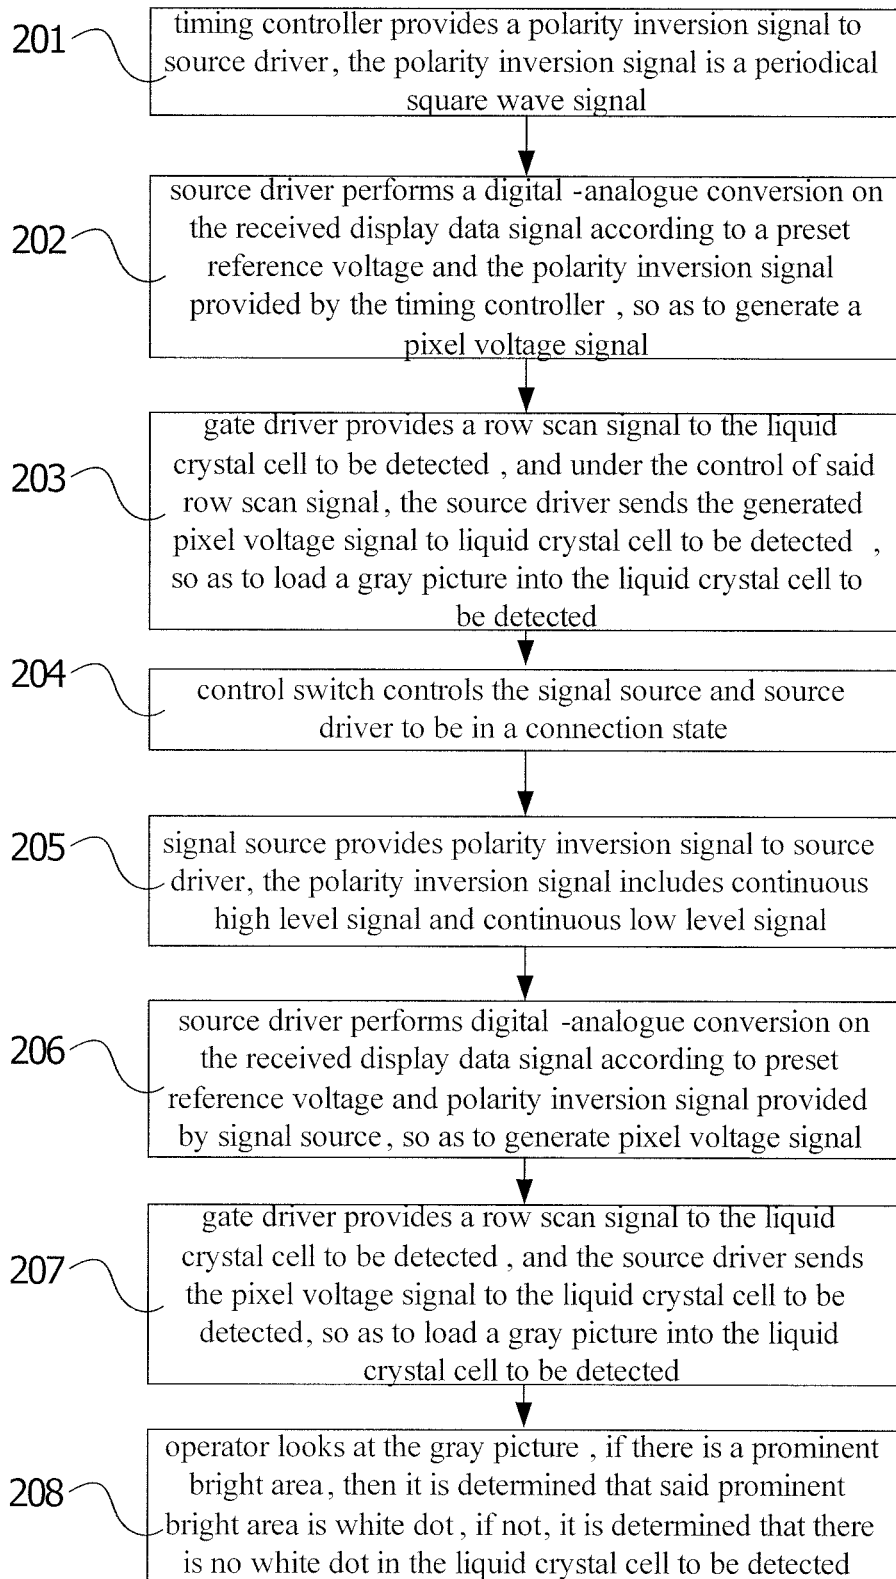 201
timing controller provides a polarity inversion signal to
source driver, the polarity inversion signal is a periodical
square wave signal
202
source driver performs a digital -analogue conversion on
the received display data signal according to a preset
reference voltage and the polarity inversion signal
provided by the timing controller , so as to generate a
pixel voltage signal
203
gate driver provides a row scan signal to the liquid
crystal cell to be detected , and under the control of said
row scan signal, the source driver sends the generated
pixel voltage signal to liquid crystal cell to be detected ,
so as to load a gray picture into the liquid crystal cell to
be detected
204
control switch controls the signal source and source
driver to be in a connection state
205
signal source provides polarity inversion signal to source
driver, the polarity inversion signal includes continuous
high level signal and continuous low level signal
206
source driver performs digital -analogue conversion on
the received display data signal according to preset
reference voltage and polarity inversion signal provided
by signal source, so as to generate pixel voltage signal
207
gate driver provides a row scan signal to the liquid
crystal cell to be detected , and the source driver sends
the pixel voltage signal to the liquid crystal cell to be
detected, so as to load a gray picture into the liquid
crystal cell to be detected
208
operator looks at the gray picture , if there is a prominent
bright area, then it is determined that said prominent
bright area is white dot , if not, it is determined that there
is no white dot in the liquid crystal cell to be detected